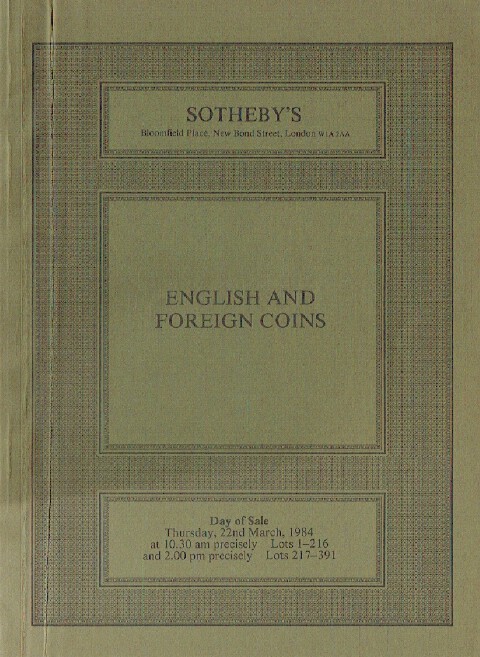 SOTHEBY'S
Bloomfield Place, New Bond Street, London W1A 2AA
ENGLISH AND
FOREIGN COINS
Day of Sale
Thursday, 22nd March, 1984
at 10.30 am precisely Lots 1–216
and 2.00 pm precisely Lots 217–391